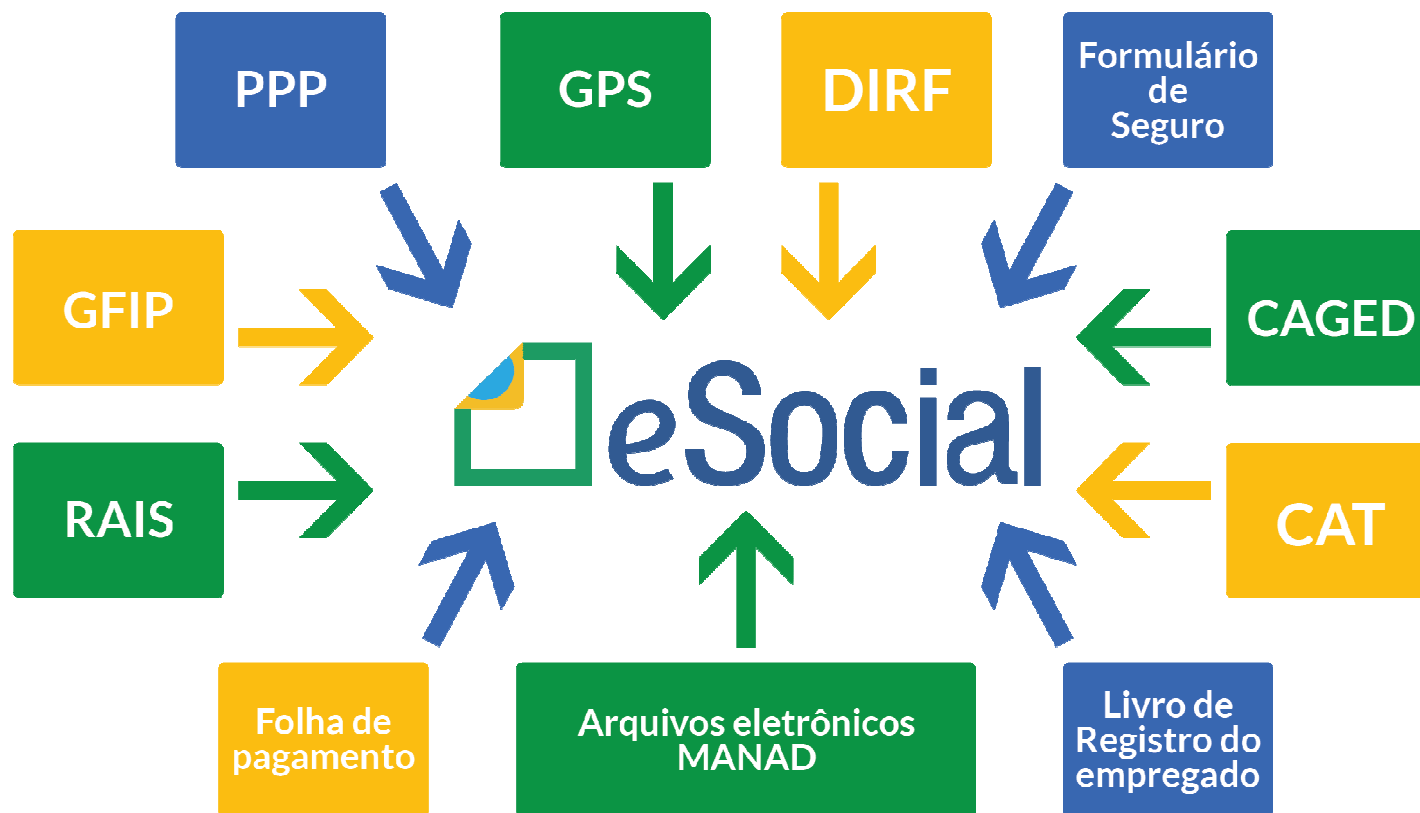 PPP
GPS
DIRF
Formulário
de
Seguro
GFIP
CAGED
eSocial
RAIS
CAT
Folha de
pagamento
Arquivos eletrônicos
MANAD
Livro de
Registro do
empregado